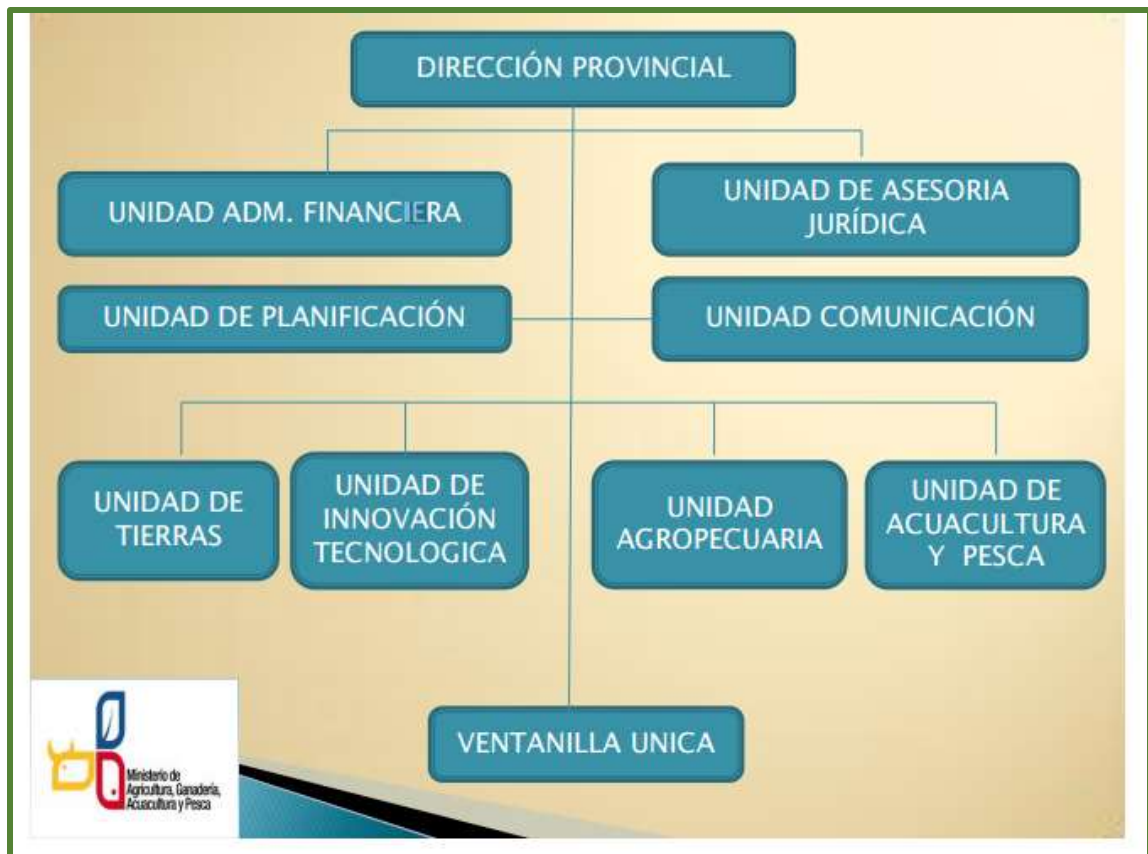 DIRECCIÓN PROVINCIAL
UNIDAD ADM. FINANCIERA
UNIDAD DE ASESORIA
JURÍDICA
UNIDAD DE PLANIFICACIÓN
UNIDAD COMUNICACIÓN
UNIDAD DE
TIERRAS
UNIDAD DE
INNOVACIÓN
TECNOLOGICA
UNIDAD
AGROPECUARIA
UNIDAD DE
ACUACULTURA
Y PESCA
VENTANILLA UNICA
Ministerio de
Agricultura, Ganadería,
Acuacultura y Pesca